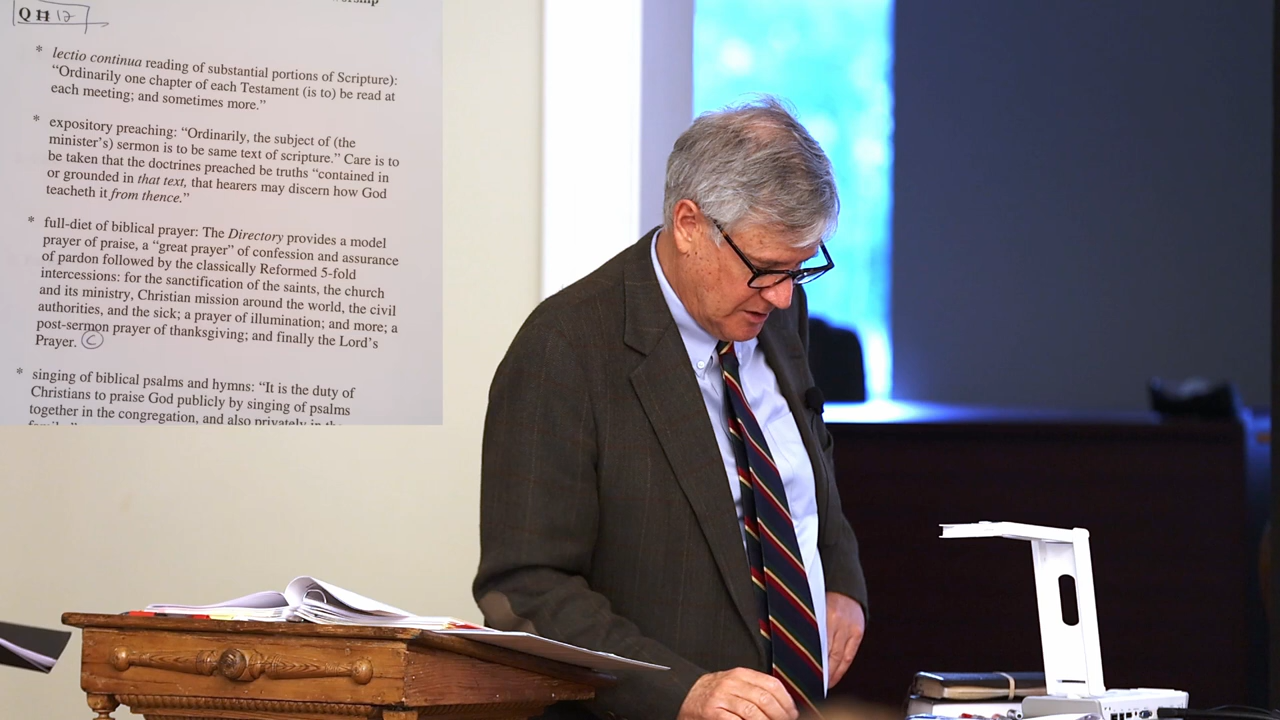 worship
Q 11 12
* lectio continua reading of substantial portions of Scripture):
“Ordinarily one chapter of each Testament (is to) be read at
each meeting; and sometimes more.”
* expository preaching: “Ordinarily, the subject of (the
minister’s) sermon is to be same text of scripture.” Care is to
be taken that the doctrines preached be truths “contained in
or grounded in that text, that hearers may discern how God
teacheth it from thence.”
* full-diet of biblical prayer: The Directory provides a model
prayer of praise, a “great prayer” of confession and assurance
of pardon followed by the classically Reformed 5-fold
intercessions: for the sanctification of the saints, the church
and its ministry, Christian mission around the world, the civil
authorities, and the sick; a prayer of illumination; and more; a
post-sermon prayer of thanksgiving; and finally the Lord’s
Prayer. C
* singing of biblical psalms and hymns: “It is the duty of
Christians to praise God publicly by singing of psalms
together in the congregation, and also privately in the